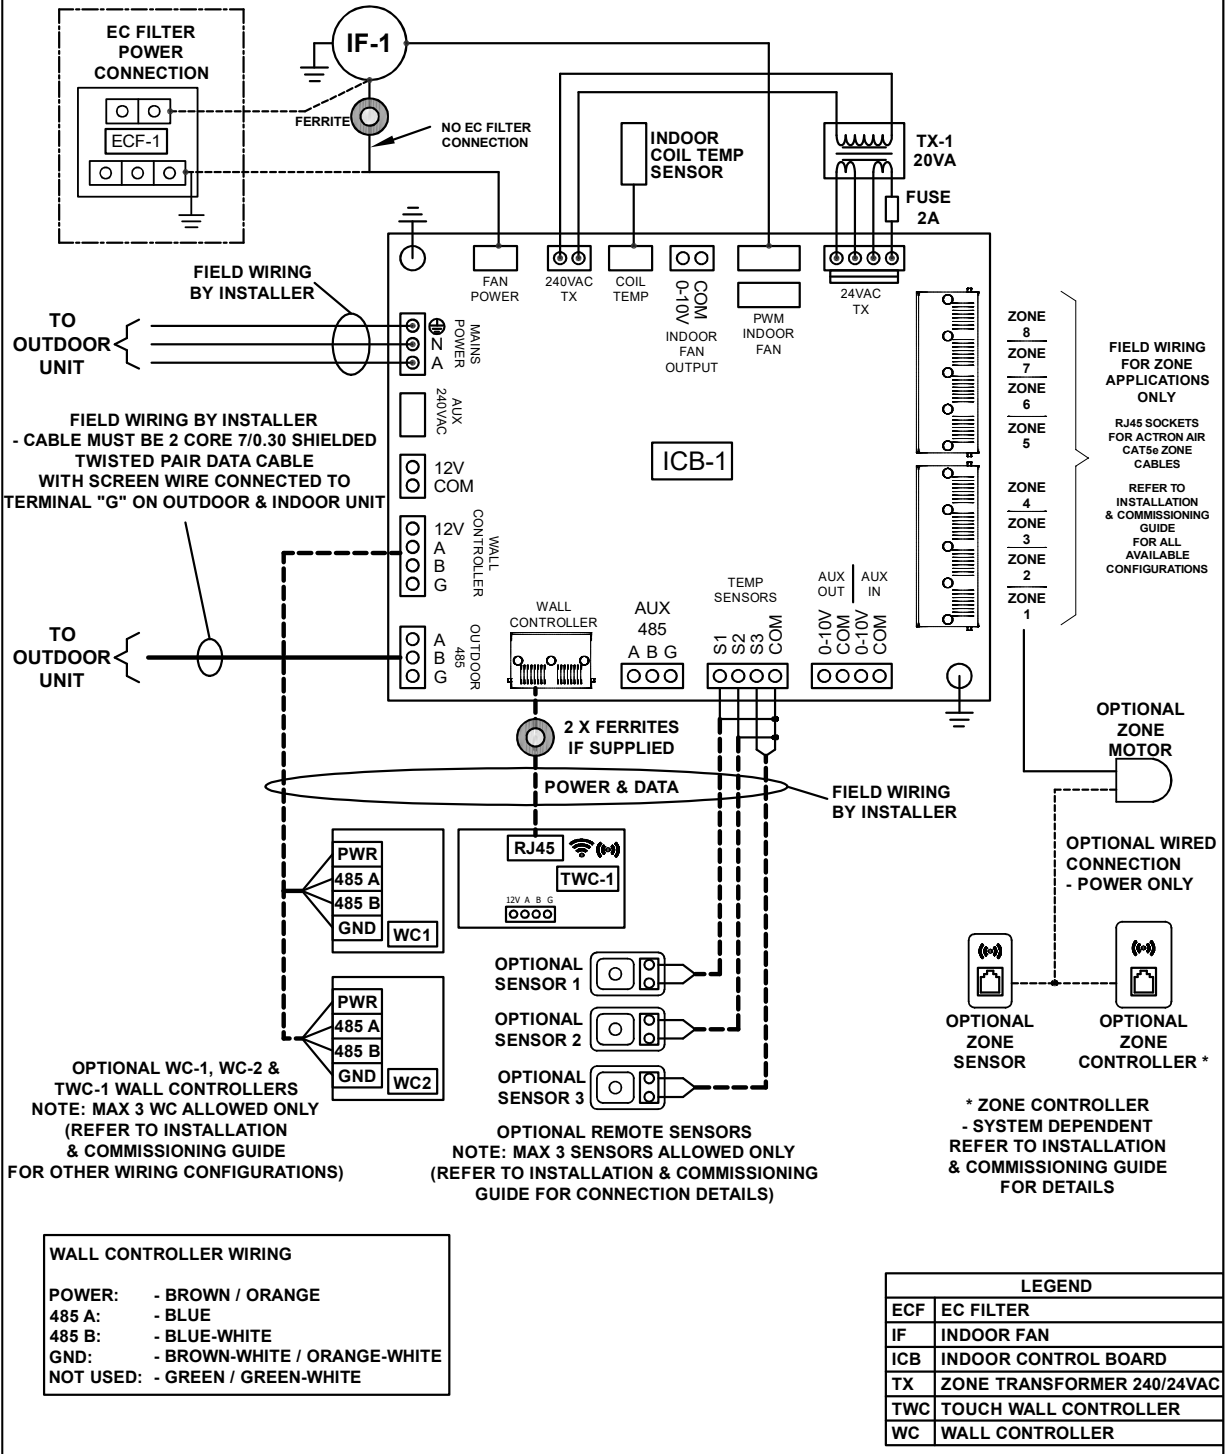 EC FILTER
POWER
CONNECTION
ECF-1
IF-1
FERRITE
NO EC FILTER
CONNECTION
INDOOR
COIL TEMP
SENSOR
TX-1
20VA
FUSE
2A
FIELD WIRING
BY INSTALLER
TO
OUTDOOR
UNIT
FAN
POWER
240VAC
TX
COIL
TEMP
COM
0-10V
INDOOR
FAN
OUTPUT
PWM
INDOOR
FAN
24VAC
TX
N
A
MAINS
POWER
AUX
240VAC
12V
COM
12V
A
B
G
WALL
CONTROLLER
A
B
G
OUTDOOR
485
ICB-1
ZONE
8
ZONE
7
ZONE
6
ZONE
5
ZONE
4
ZONE
3
ZONE
2
ZONE
1
FIELD WIRING
FOR ZONE
APPLICATIONS
ONLY
RJ45 SOCKETS
FOR ACTRON AIR
CAT5e ZONE
CABLES
REFER TO
INSTALLATION
& COMMISSIONING
GUIDE
FOR ALL
AVAILABLE
CONFIGURATIONS
FIELD WIRING BY INSTALLER
- CABLE MUST BE 2 CORE 7/0.30 SHIELDED
TWISTED PAIR DATA CABLE
WITH SCREEN WIRE CONNECTED TO
TERMINAL "G" ON OUTDOOR & INDOOR UNIT
TO
OUTDOOR
UNIT
WALL
CONTROLLER
AUX
485
A B G
TEMP
SENSORS
S1
S2
S3
COM
AUX
OUT
AUX
IN
0-10V
COM
0-10V
COM
2 X FERRITES
IF SUPPLIED
POWER & DATA
FIELD WIRING
BY INSTALLER
OPTIONAL
ZONE
MOTOR
OPTIONAL WIRED
CONNECTION
- POWER ONLY
PWR
485 A
485 B
GND
WC1
RJ45
TWC-1
12V A B G
PWR
485 A
485 B
GND
WC2
OPTIONAL
SENSOR 1
OPTIONAL
SENSOR 2
OPTIONAL
SENSOR 3
OPTIONAL
ZONE
SENSOR
OPTIONAL
ZONE
CONTROLLER *
OPTIONAL WC-1, WC-2 &
TWC-1 WALL CONTROLLERS
NOTE: MAX 3 WC ALLOWED ONLY
(REFER TO INSTALLATION
& COMMISSIONING GUIDE
FOR OTHER WIRING CONFIGURATIONS)
OPTIONAL REMOTE SENSORS
NOTE: MAX 3 SENSORS ALLOWED ONLY
(REFER TO INSTALLATION & COMMISSIONING
GUIDE FOR CONNECTION DETAILS)
* ZONE CONTROLLER
- SYSTEM DEPENDENT
REFER TO INSTALLATION
& COMMISSIONING GUIDE
FOR DETAILS
WALL CONTROLLER WIRING
POWER: - BROWN / ORANGE
485 A: - BLUE
485 B: - BLUE-WHITE
GND: - BROWN-WHITE / ORANGE-WHITE
NOT USED: - GREEN / GREEN-WHITE
LEGEND
ECF EC FILTER
IF INDOOR FAN
ICB INDOOR CONTROL BOARD
TX ZONE TRANSFORMER 240/24VAC
TWC TOUCH WALL CONTROLLER
WC WALL CONTROLLER